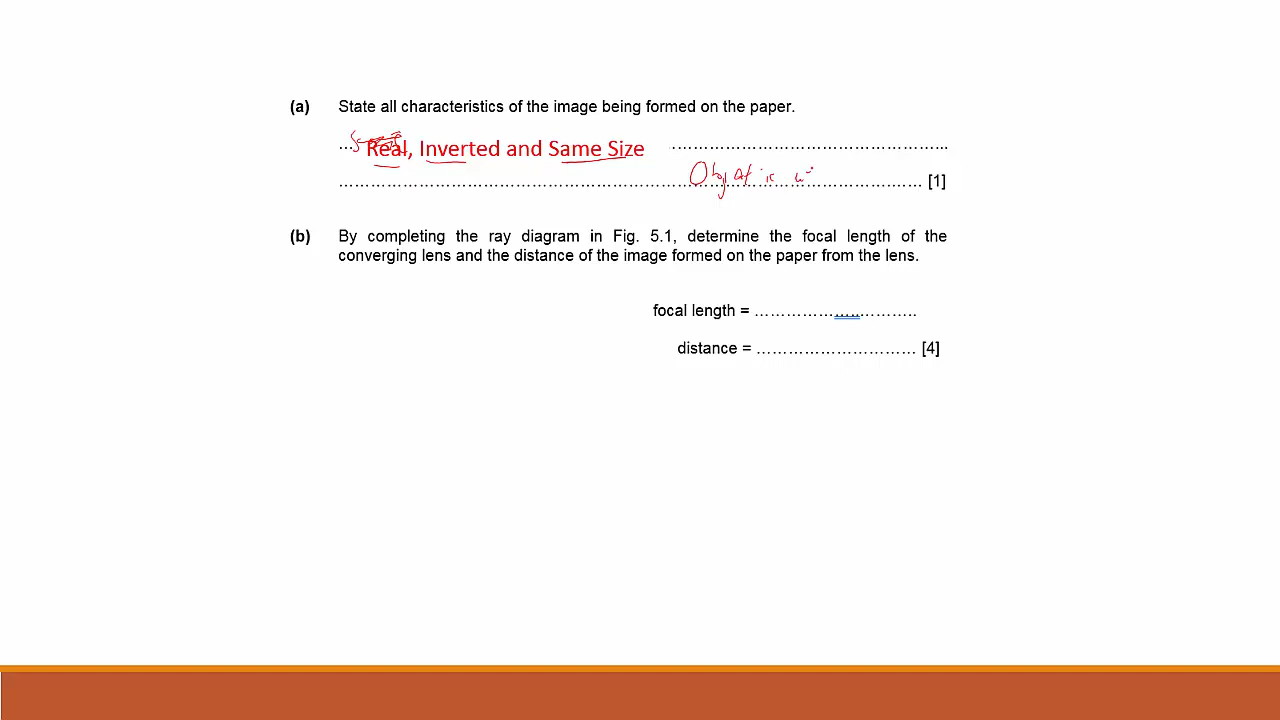 (a) State all characteristics of the image being formed on the paper.
… Real, Inverted and Same Size ……………………………………………...
……………………………………………………………………………………………… [1]
(b) By completing the ray diagram in Fig. 5.1, determine the focal length of the
converging lens and the distance of the image formed on the paper from the lens.
focal length = …………………………..
distance = ………………………… [4]